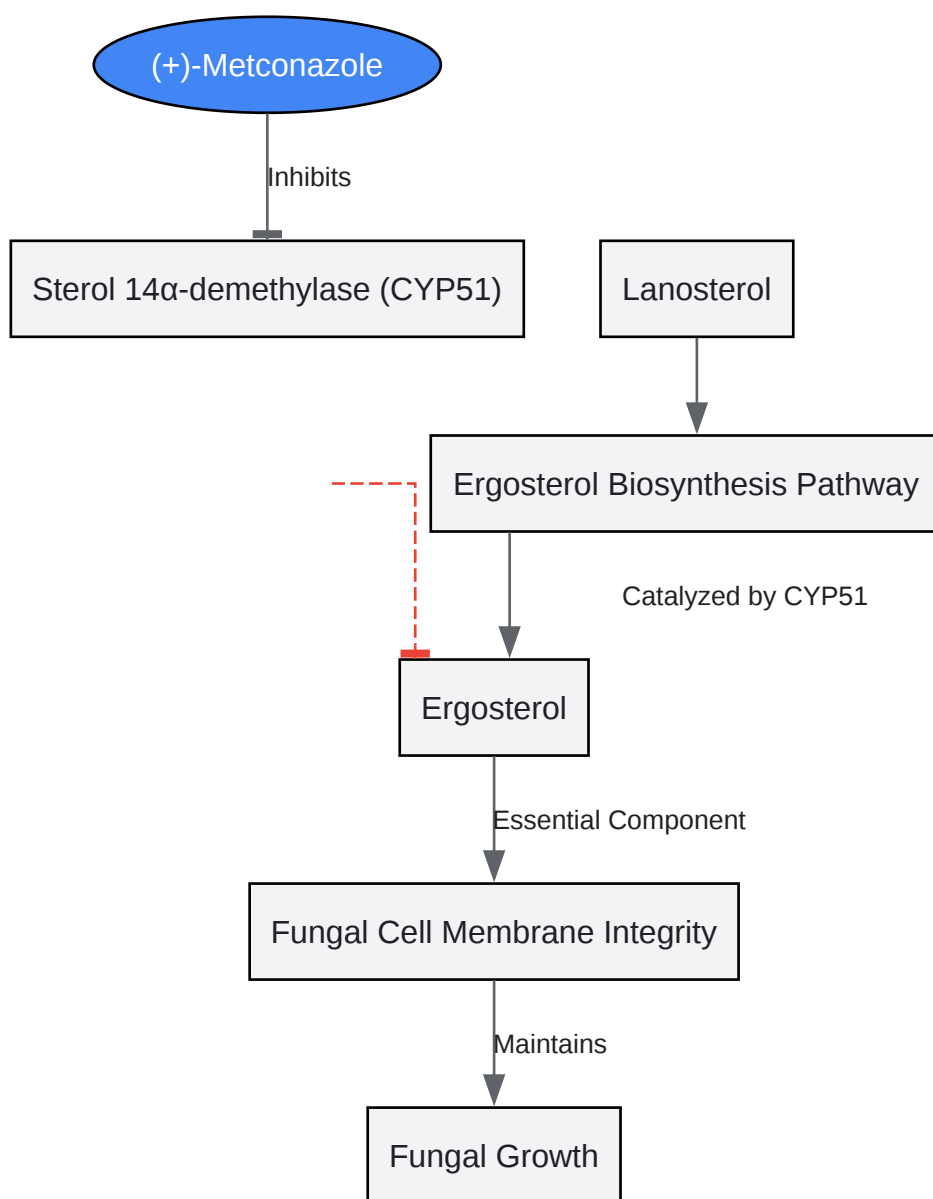 (+)-Metconazole
Inhibits
Sterol 14α-demethylase (CYP51)
Lanosterol
Ergosterol Biosynthesis Pathway
Catalyzed by CYP51
Ergosterol
Essential Component
Fungal Cell Membrane Integrity
Maintains
Fungal Growth